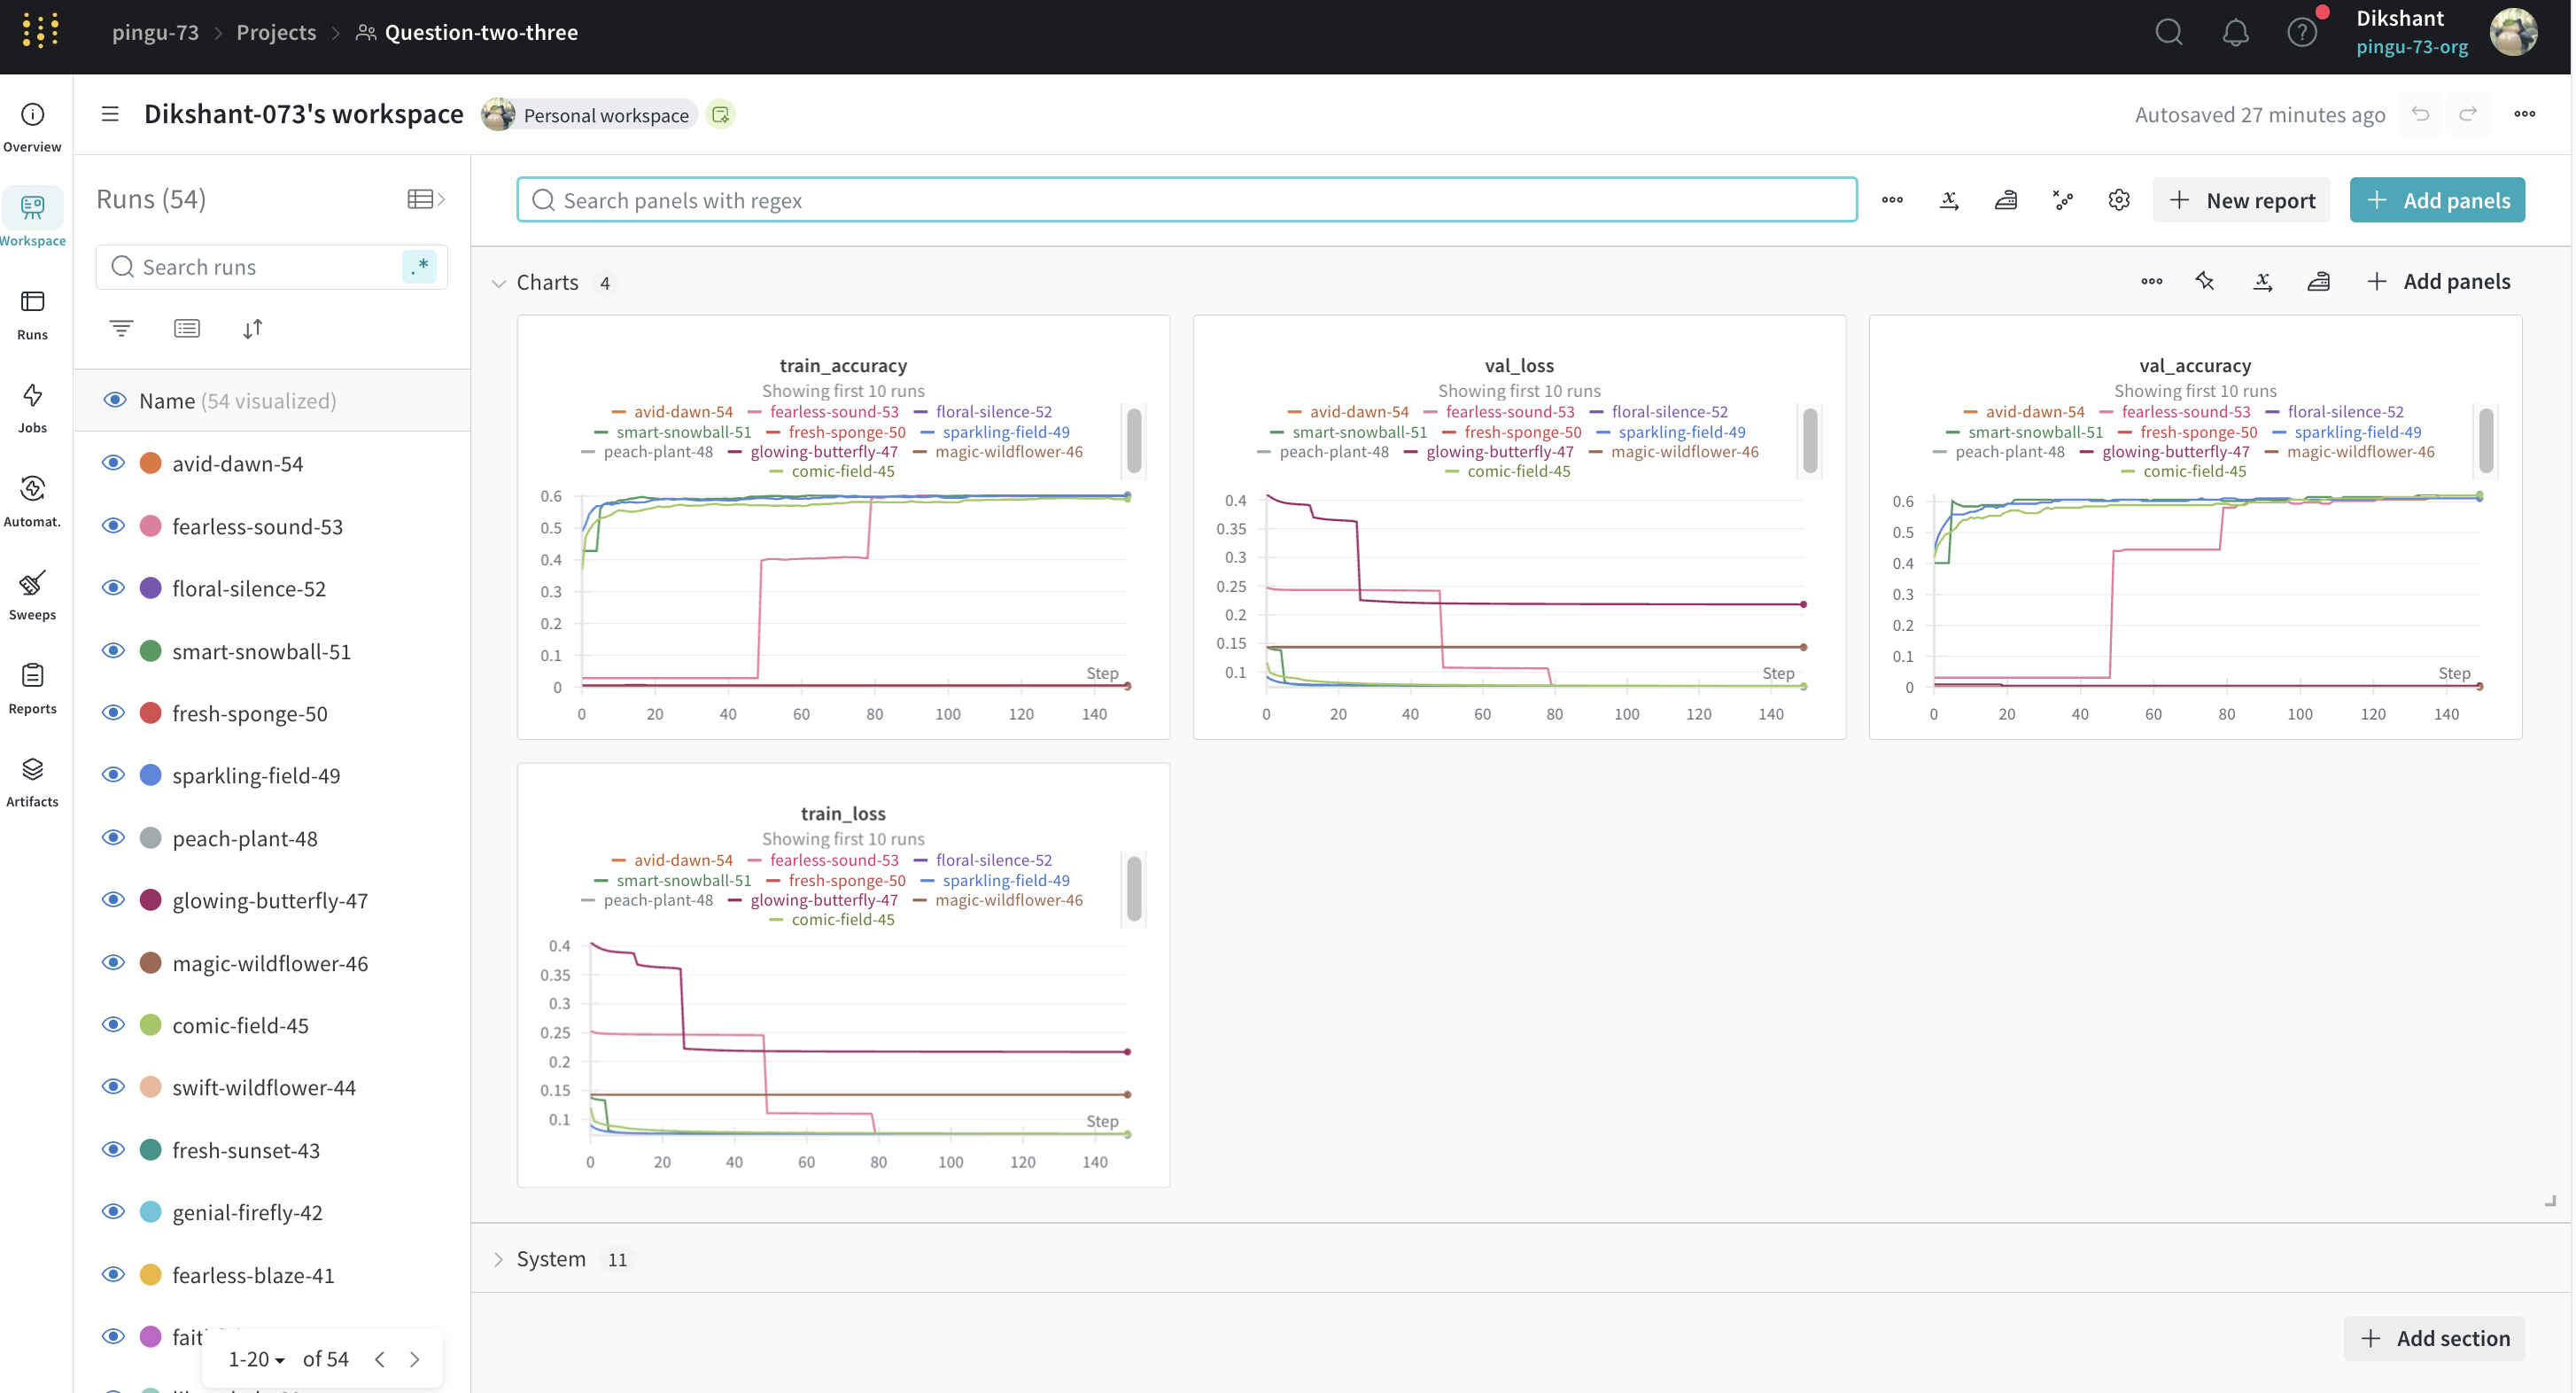 pingu-73 > Projects > Question-two-three
Dikshant
pingu-73-org
Overview
Workspace
Runs
Jobs
Automat.
Sweeps
Reports
Artifacts
Dikshant-073's workspace Personal workspace
Autosaved 27 minutes ago
Runs (54)
Search runs .*
Name (54 visualized)
avid-dawn-54
fearless-sound-53
floral-silence-52
smart-snowball-51
fresh-sponge-50
sparkling-field-49
peach-plant-48
glowing-butterfly-47
magic-wildflower-46
comic-field-45
swift-wildflower-44
fresh-sunset-43
genial-firefly-42
fearless-blaze-41
1-20 of 54
Search panels with regex
New report
Add panels
Charts 4
Add panels
train_accuracy
Showing first 10 runs
avid-dawn-54 fearless-sound-53 floral-silence-52
smart-snowball-51 fresh-sponge-50 sparkling-field-49
peach-plant-48 glowing-butterfly-47 magic-wildflower-46
comic-field-45
0.6
0.5
0.4
0.3
0.2
0.1
0
Step
0 20 40 60 80 100 120 140
val_loss
Showing first 10 runs
avid-dawn-54 fearless-sound-53 floral-silence-52
smart-snowball-51 fresh-sponge-50 sparkling-field-49
peach-plant-48 glowing-butterfly-47 magic-wildflower-46
comic-field-45
0.4
0.35
0.3
0.25
0.2
0.15
0.1
Step
0 20 40 60 80 100 120 140
val_accuracy
Showing first 10 runs
avid-dawn-54 fearless-sound-53 floral-silence-52
smart-snowball-51 fresh-sponge-50 sparkling-field-49
peach-plant-48 glowing-butterfly-47 magic-wildflower-46
comic-field-45
0.6
0.5
0.4
0.3
0.2
0.1
0
Step
0 20 40 60 80 100 120 140
train_loss
Showing first 10 runs
avid-dawn-54 fearless-sound-53 floral-silence-52
smart-snowball-51 fresh-sponge-50 sparkling-field-49
peach-plant-48 glowing-butterfly-47 magic-wildflower-46
comic-field-45
0.4
0.35
0.3
0.25
0.2
0.15
0.1
Step
0 20 40 60 80 100 120 140
System 11
Add section